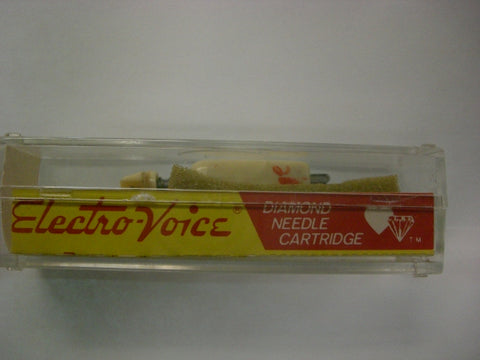 Electro-Voice®
DIAMOND
NEEDLE
CARTRIDGE
TM